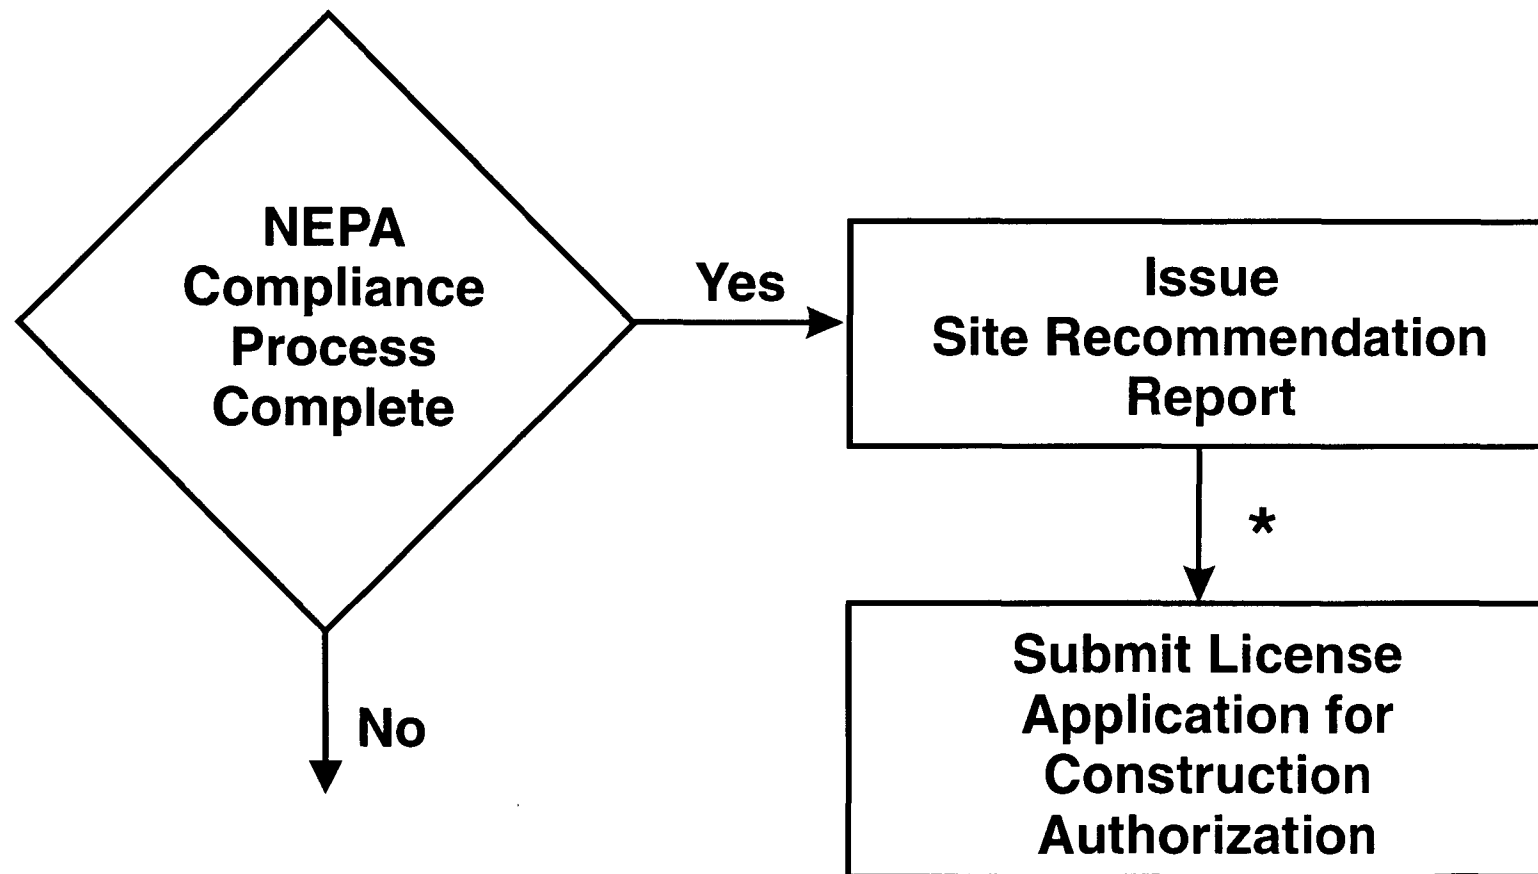 NEPA
Compliance
Process
Complete
Yes
Issue
Site Recommendation
Report
*
Submit License
Application for
Construction
Authorization
No